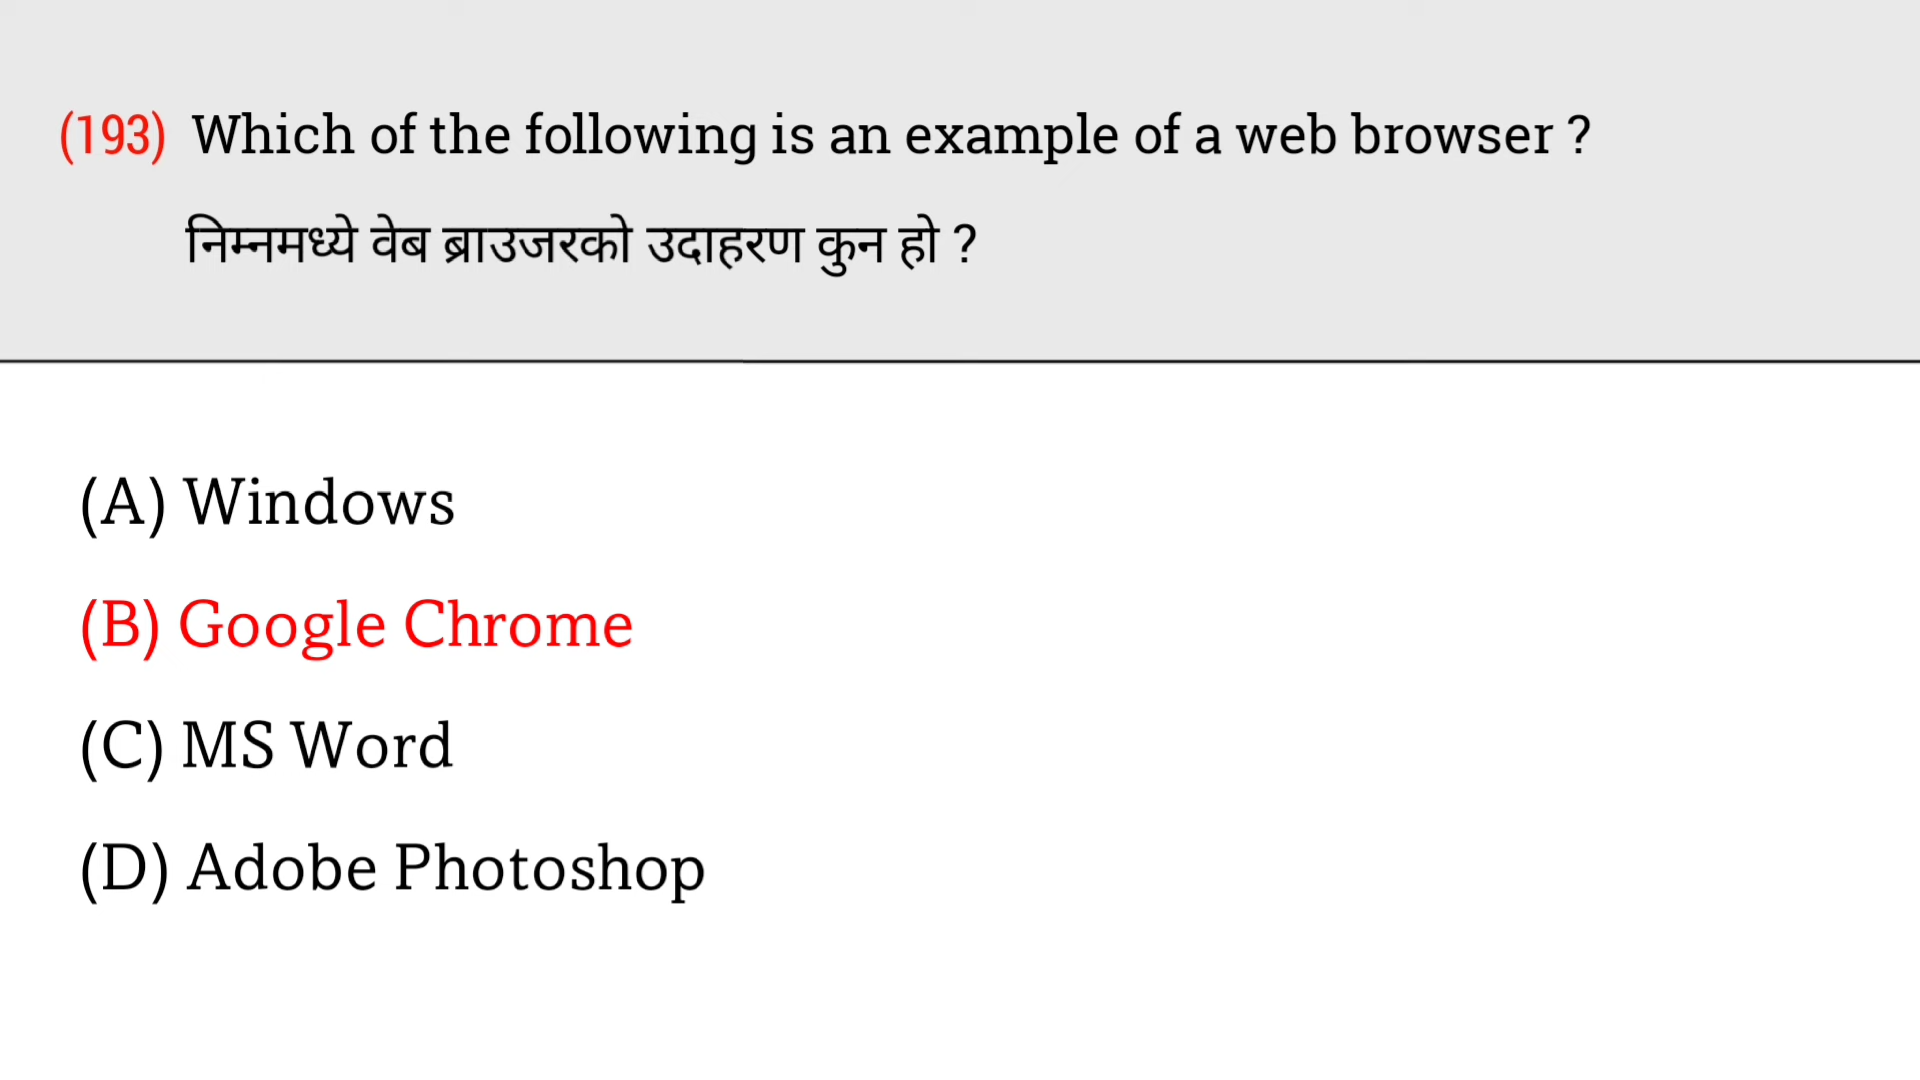 (193) Which of the following is an example of a web browser ?
निम्नमध्ये वेब ब्राउजरको उदाहरण कुन हो ?
(A) Windows
(B) Google Chrome
(C) MS Word
(D) Adobe Photoshop